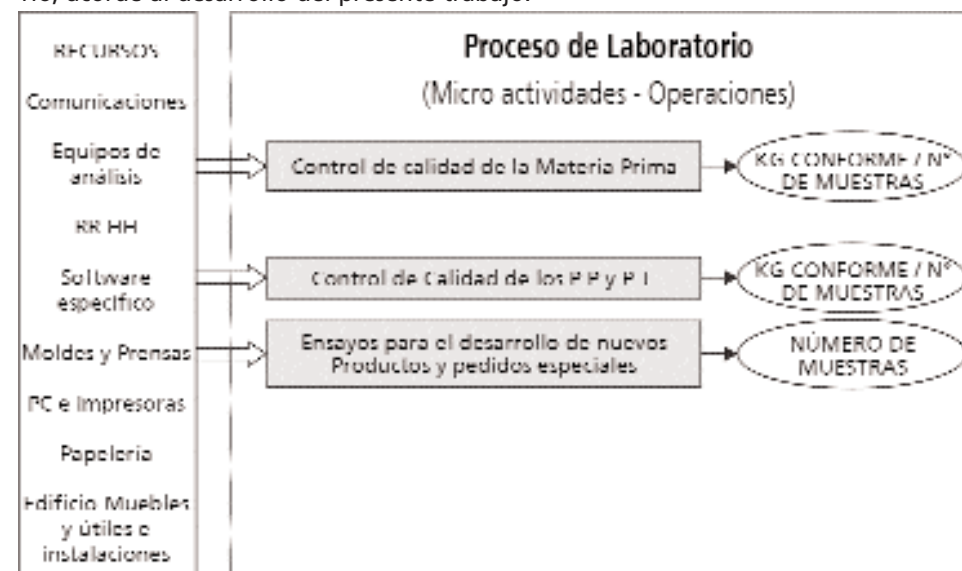 RECURSOS
Comunicaciones
Equipos de
análisis
RR HH
Software
específico
Moldes y Prensas
PC e Impresoras
Papelería
Edificio Muebles
y útiles e
instalaciones
Proceso de Laboratorio
(Micro actividades - Operaciones)
Control de calidad de la Materia Prima
KG CONFORME / Nº
DE MUESTRAS
Control de Calidad de los P P y P T
KG CONFORME / Nº
DE MUESTRAS
Ensayos para el desarrollo de nuevos
Productos y pedidos especiales
NÚMERO DE
MUESTRAS